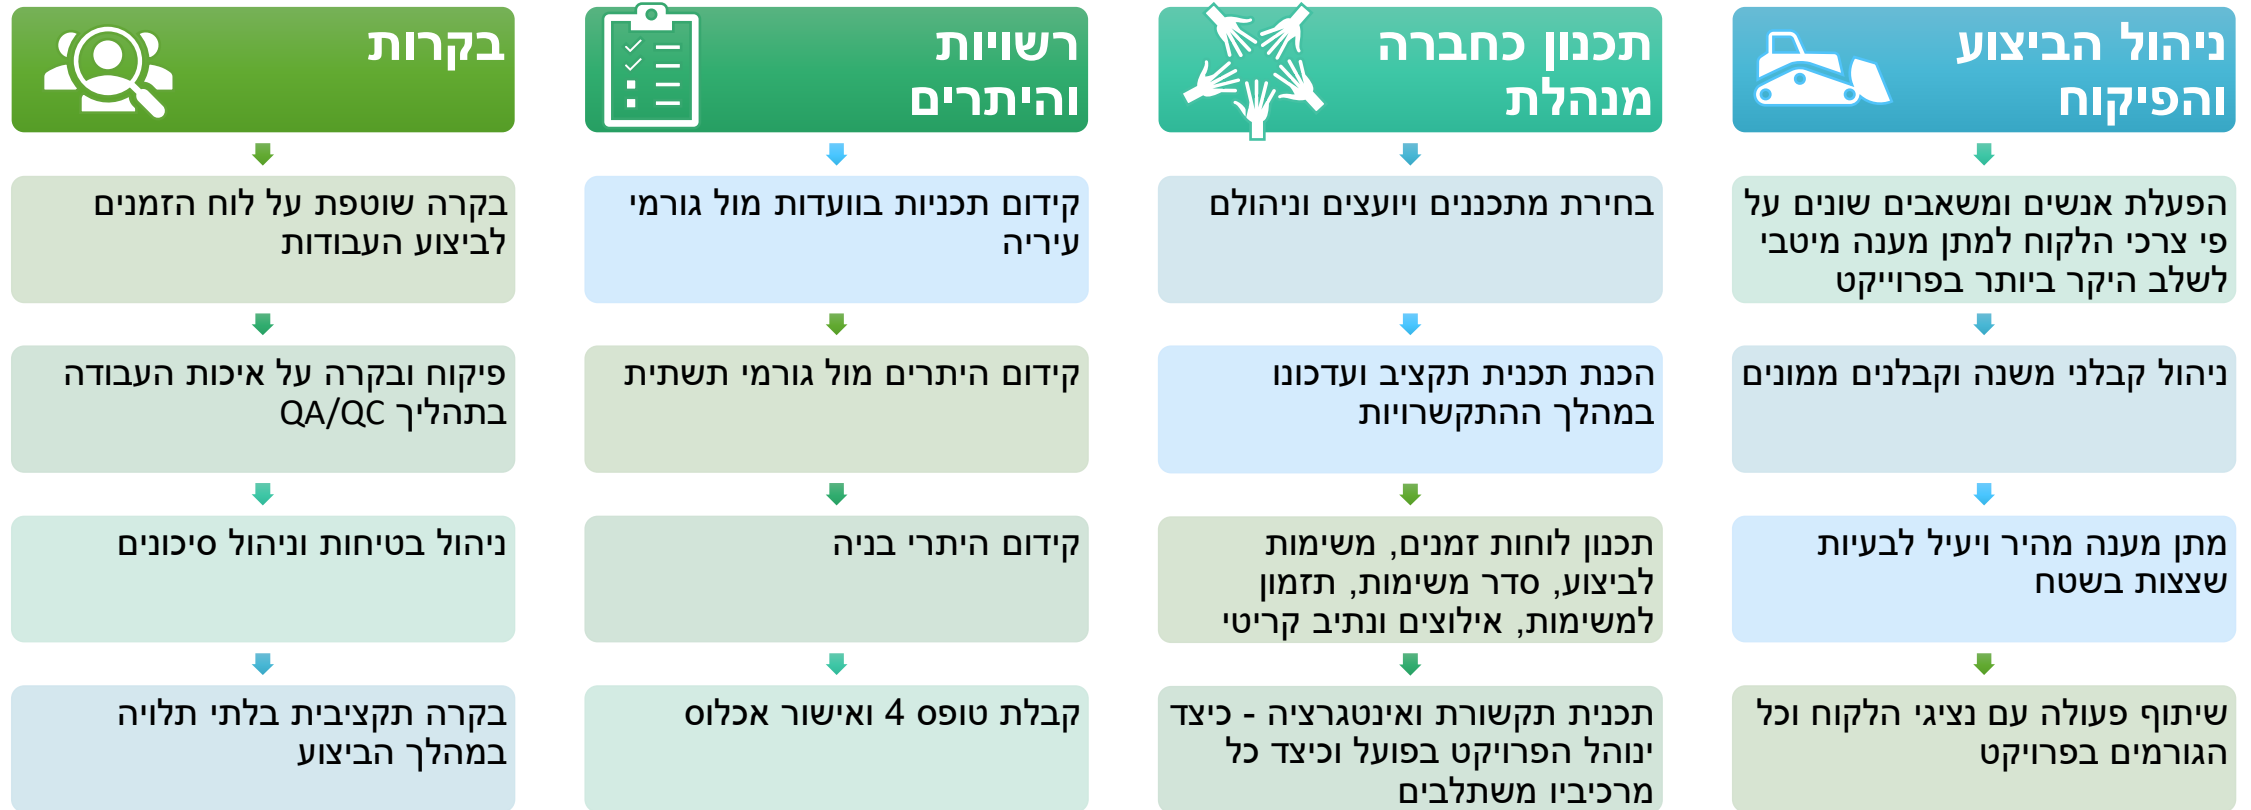 ניהול הביצוע
והפיקוח
הפעלת אנשים ומשאבים שונים על
פי צרכי הלקוח למתן מענה מיטבי
לשלב היקר ביותר בפרוייקט
ניהול קבלני משנה וקבלנים ממונים
מתן מענה מהיר ויעיל לבעיות
שצצות בשטח
שיתוף פעולה עם נציגי הלקוח וכל
הגורמים בפרויקט
תכנון כחברה
מנהלת
בחירת מתכננים ויועצים וניהולם
הכנת תכנית תקציב ועדכונו
במהלך ההתקשרויות
תכנון לוחות זמנים, משימות
לביצוע, סדר משימות, תזמון
למשימות, אילוצים ונתיב קריטי
תכנית תקשורת ואינטגרציה - כיצד
ינוהל הפרויקט בפועל וכיצד כל
מרכיביו משתלבים
רשויות
והיתרים
קידום תכניות בוועדות מול גורמי
עיריה
קידום היתרים מול גורמי תשתית
קידום היתרי בניה
קבלת טופס 4 ואישור אכלוס
בקרות
בקרה שוטפת על לוח הזמנים
לביצוע העבודות
פיקוח ובקרה על איכות העבודה
בתהליך QA/QC
ניהול בטיחות וניהול סיכונים
בקרה תקציבית בלתי תלויה
במהלך הביצוע